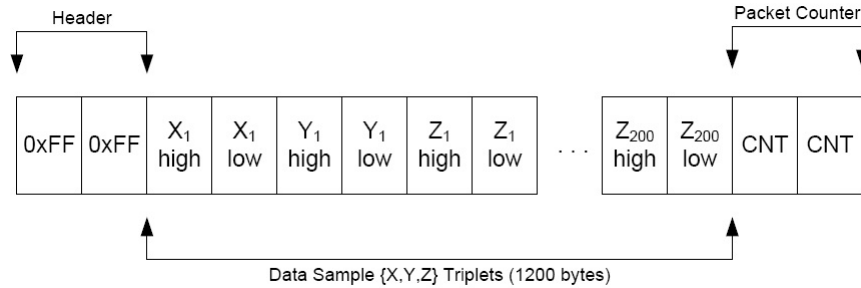 Header
Packet Counter
0xFF
0xFF
X₁ high
X₁ low
Y₁ high
Y₁ low
Z₁ high
Z₁ low
. . .
Z₂₀₀ high
Z₂₀₀ low
CNT
CNT
Data Sample {X,Y,Z} Triplets (1200 bytes)